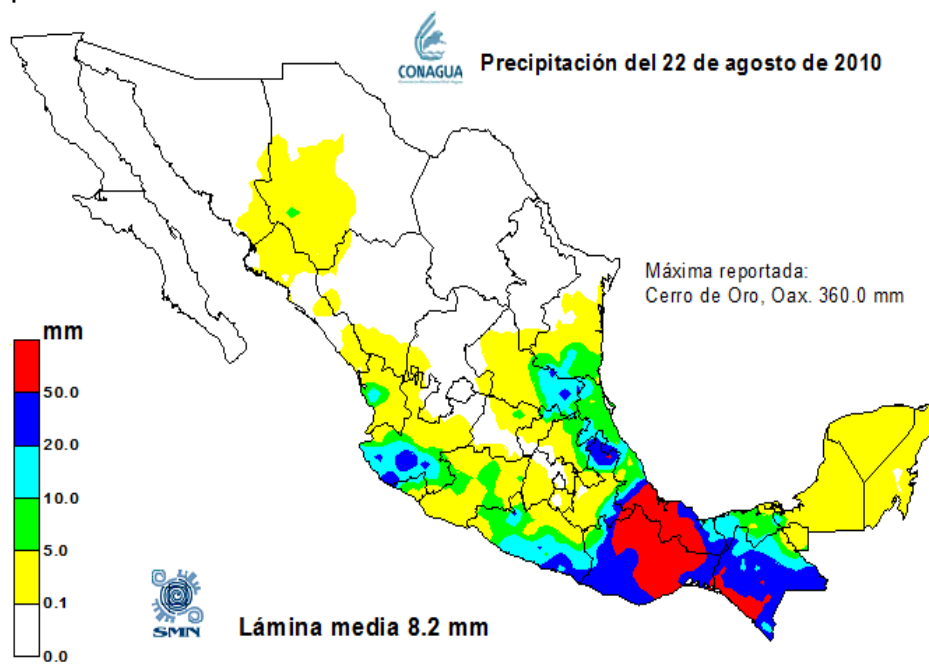 CONAGUA
Precipitación del 22 de agosto de 2010
Máxima reportada:
Cerro de Oro, Oax. 360.0 mm
mm
50.0
20.0
10.0
5.0
0.1
0.0
SMN
Lámina media 8.2 mm